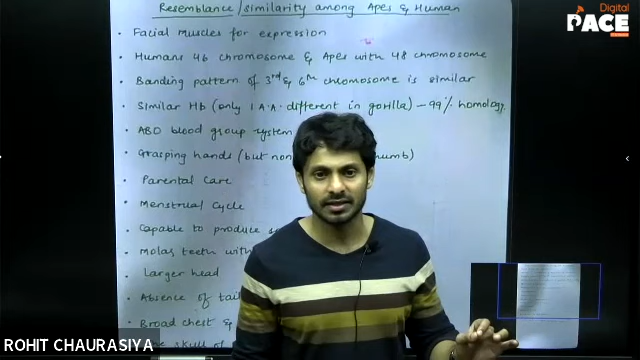 Resemblance/similarity among Apes & Human
Digital
PACE
• Facial Muscles for expression
• Humans 46 chromosome & Apes with 48 chromosome
• Banding pattern of 3rd & 6th chromosome is similar
• Similar Hb (only 1 A.A. different in gorilla) – 99% homology.
• ABO blood group system
• Grasping hands (but non thumb)
• Parental Care
• Menstrual Cycle
• Capable to produce
• Molar teeth with
• Larger head
• Absence of tail
• Broad chest &
skull of
ROHIT CHAURASIYA